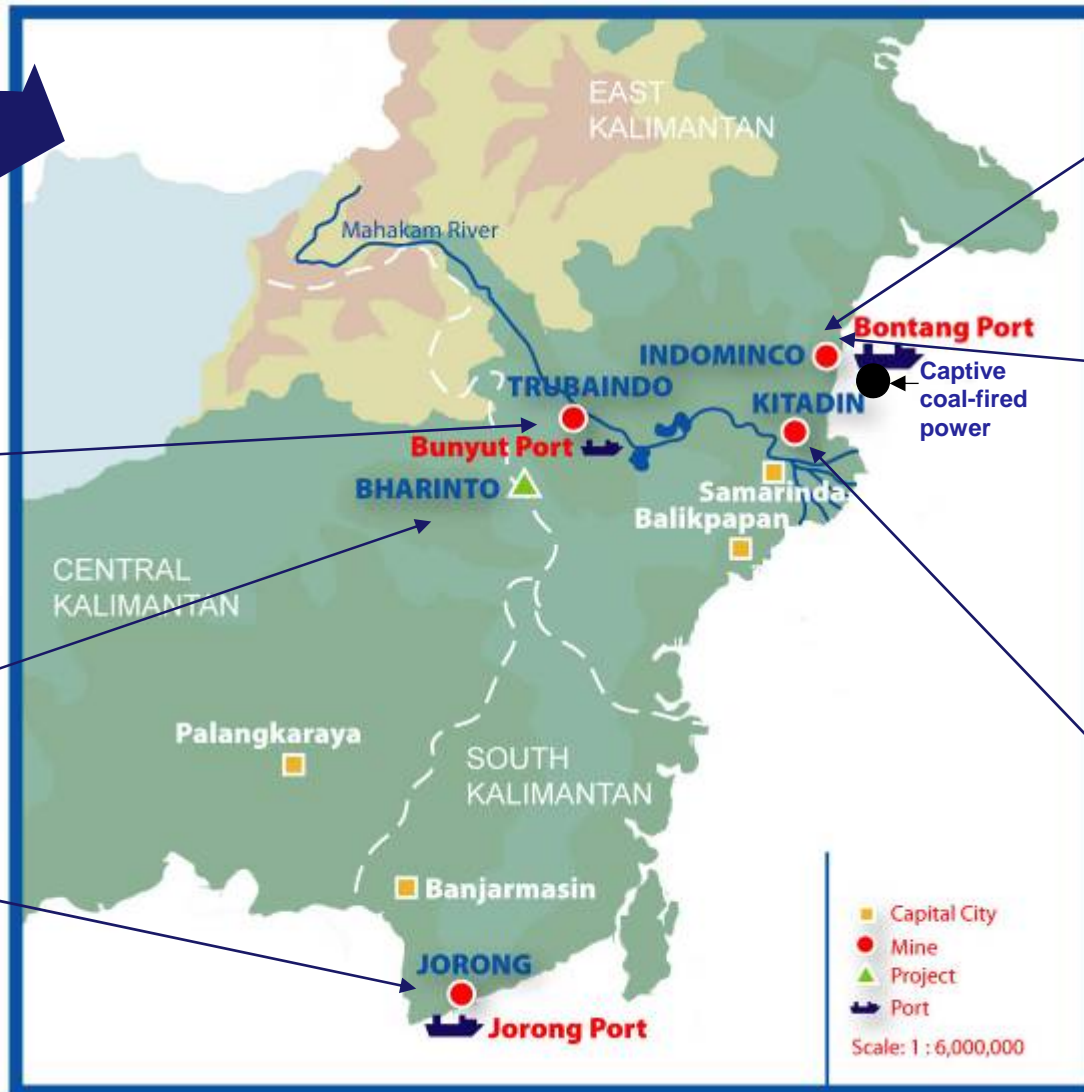 EAST
KALIMANTAN
Mahakam River
Bontang Port
INDOMINCO
Captive
coal-fired
power
TRUBAINDO
KITADIN
Bunyut Port
BHARINTO
Samarinda
Balikpapan
CENTRAL
KALIMANTAN
Palangkaraya
SOUTH
KALIMANTAN
Banjarmasin
JORONG
Jorong Port
Capital City
Mine
Project
Port
Scale: 1 : 6,000,000